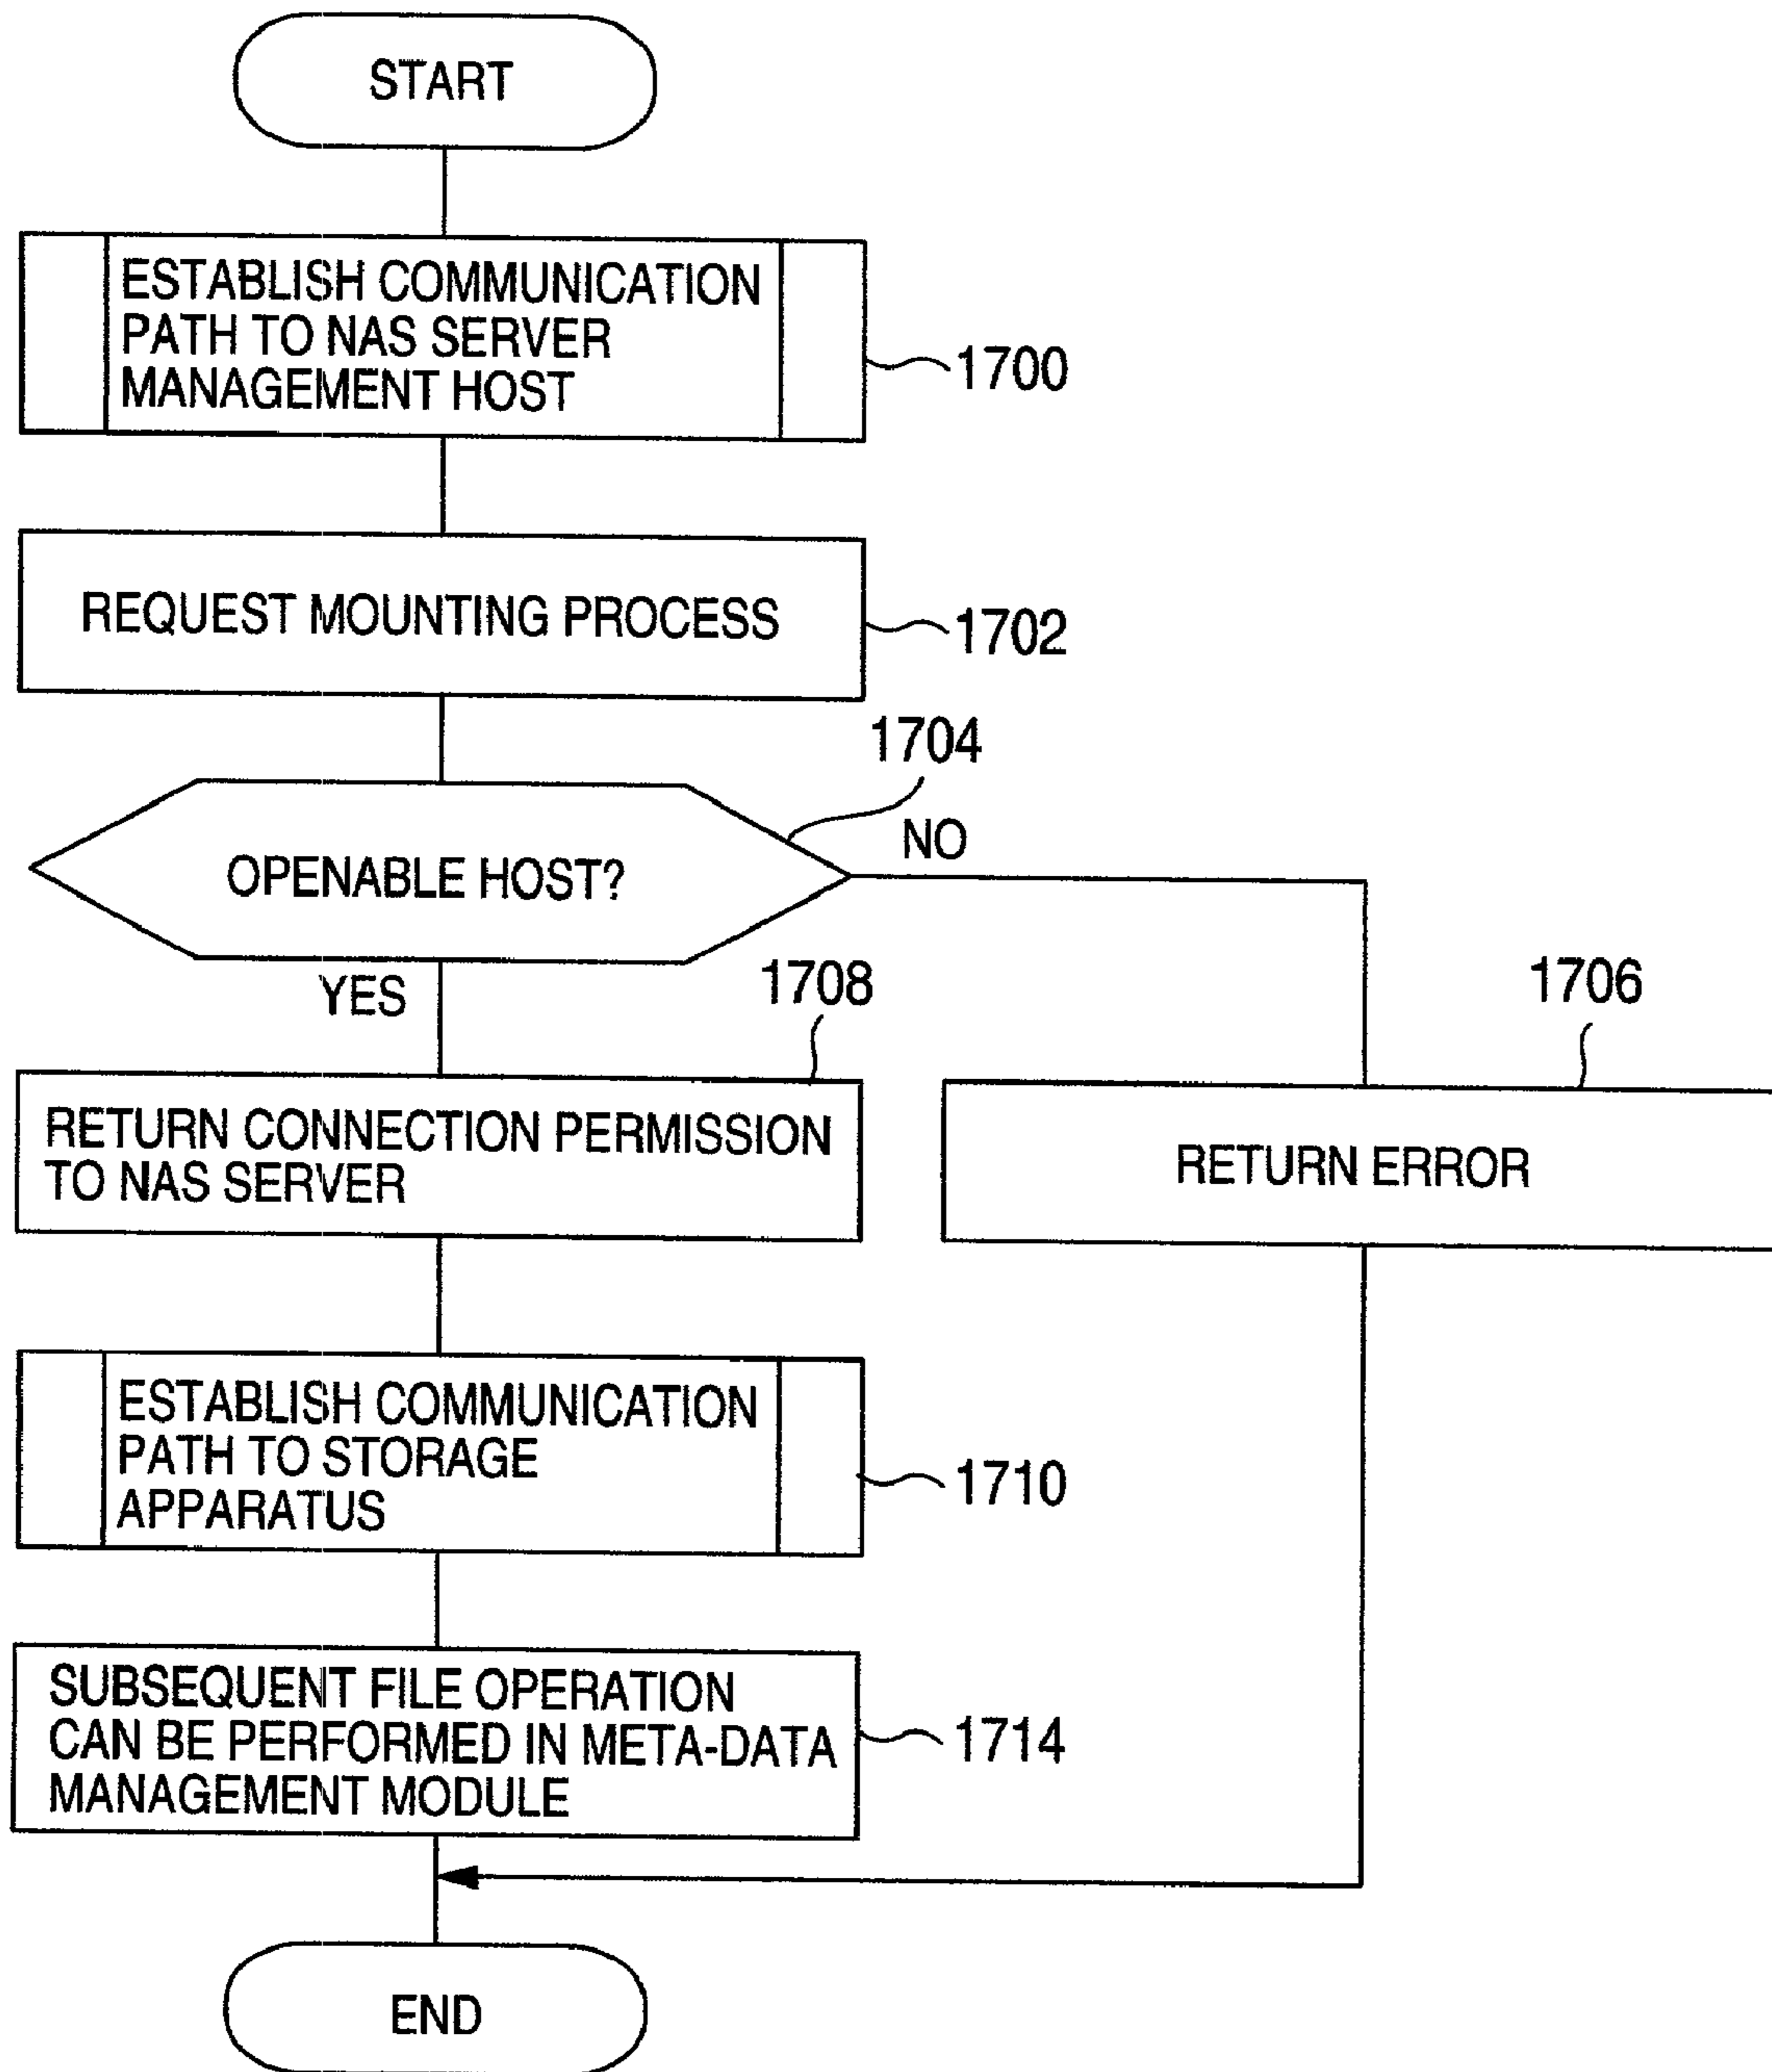 START
ESTABLISH COMMUNICATION
PATH TO NAS SERVER
MANAGEMENT HOST
1700
REQUEST MOUNTING PROCESS
1702
1704
OPENABLE HOST?
NO
YES
1708
RETURN CONNECTION PERMISSION
TO NAS SERVER
1706
RETURN ERROR
ESTABLISH COMMUNICATION
PATH TO STORAGE
APPARATUS
1710
SUBSEQUENT FILE OPERATION
CAN BE PERFORMED IN META-DATA
MANAGEMENT MODULE
1714
END